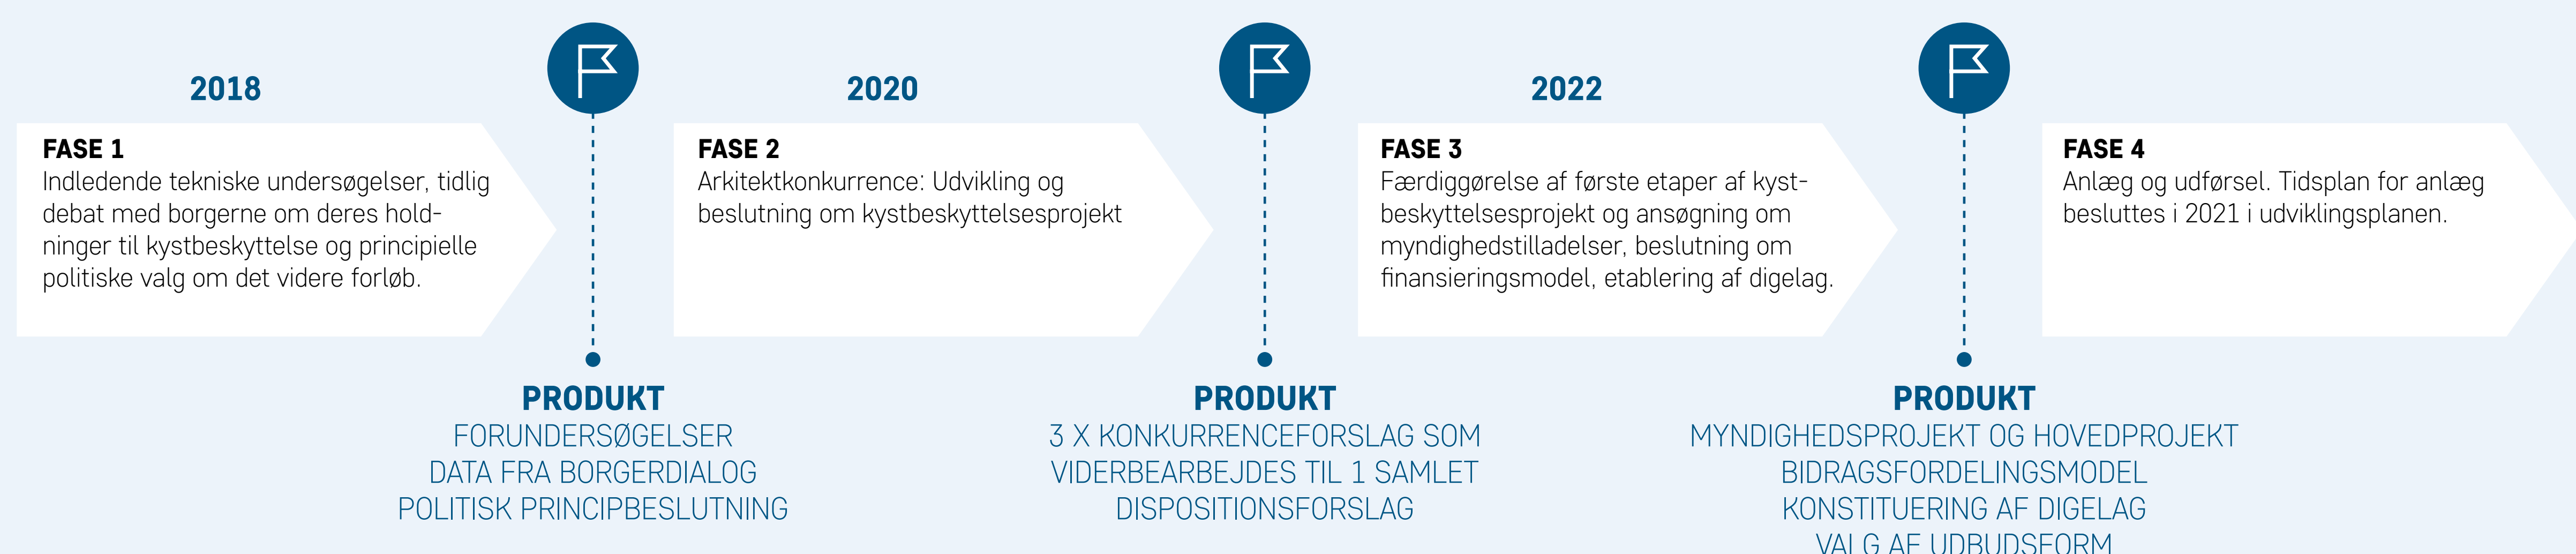 2018
FASE 1
Indledende tekniske undersøgelser, tidlig
debat med borgerne om deres hold-
ninger til kystbeskyttelse og principielle
politiske valg om det videre forløb.
PRODUKT
FORUNDERSØGELSER
DATA FRA BORGERDIALOG
POLITISK PRINCIPBESLUTNING
2020
FASE 2
Arkitektkonkurrence: Udvikling og
beslutning om kystbeskyttelsesprojekt
PRODUKT
3 X KONKURRENCEFORSLAG SOM
VIDERBEARBEJDES TIL 1 SAMLET
DISPOSITIONSFORSLAG
2022
FASE 3
Færdiggørelse af første etaper af kyst-
beskyttelsesprojekt og ansøgning om
myndighedstilladelser, beslutning om
finansieringsmodel, etablering af digelag.
PRODUKT
MYNDIGHEDSPROJEKT OG HOVEDPROJEKT
BIDRAGSFORDELINGSMODEL
KONSTITUERING AF DIGELAG
VALG AF UDBUDSFORM
FASE 4
Anlæg og udførsel. Tidsplan for anlæg
besluttes i 2021 i udviklingsplanen.